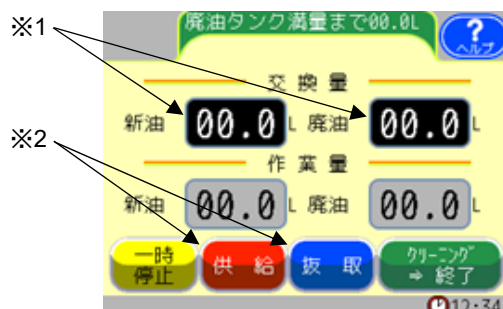 ※1
廃油タンク満量まで00.0L
?
ヘルプ
交換量
新油 00.0 L 廃油 00.0 L
※2
作業量
新油 00.0 L 廃油 00.0 L
一時
停止
供給
抜取
クリーニング
⇒ 終了
12:34